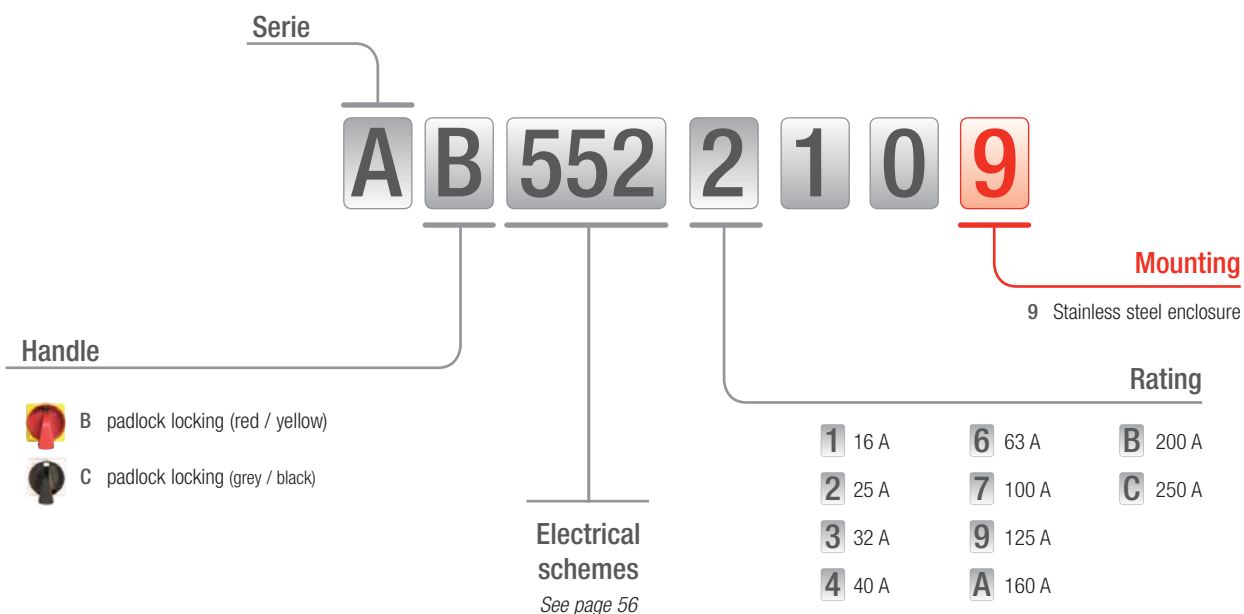 Serie
A B 552 2 1 0 9
Mounting
9 Stainless steel enclosure
Handle
B padlock locking (red / yellow)
C padlock locking (grey / black)
Electrical
schemes
See page 56
Rating
1 16 A
2 25 A
3 32 A
4 40 A
6 63 A
7 100 A
9 125 A
A 160 A
B 200 A
C 250 A